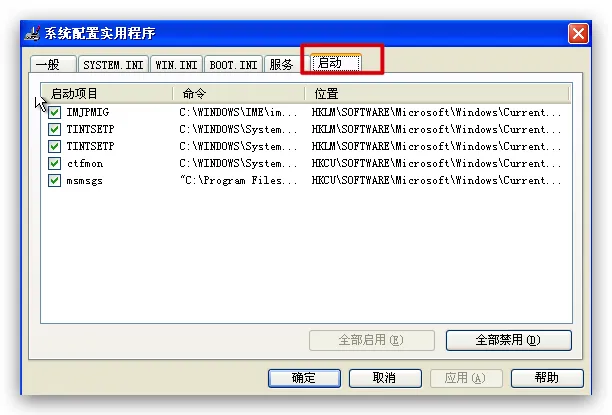 系统配置实用程序
一般 SYSTEM.INI WIN.INI BOOT.INI 服务 启动
启动项目 命令 位置
IMJPMIG C:\WINDOWS\IME\im... HKLM\SOFTWARE\Microsoft\Windows\Current...
TINTSETP C:\WINDOWS\System... HKLM\SOFTWARE\Microsoft\Windows\Current...
TINTSETP C:\WINDOWS\System... HKLM\SOFTWARE\Microsoft\Windows\Current...
ctfmon C:\WINDOWS\System... HKCU\SOFTWARE\Microsoft\Windows\Current...
msmsgs "C:\Program Files... HKCU\SOFTWARE\Microsoft\Windows\Current...
全部启用(E) 全部禁用(D)
确定 取消 应用(A) 帮助